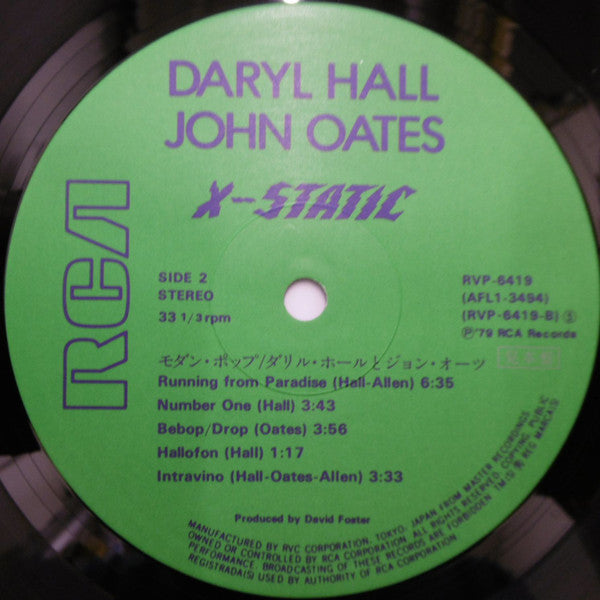 DARYL HALL
JOHN OATES
X-STATIC
RCA
SIDE 2
STEREO
33 1/3 rpm
RVP-6419
(AFL1-3494)
(RVP-6419-B) Ⓢ
Ⓟ'79 RCA Records
モダン・ポップ/ダリル・ホールとジョン・オーツ
Running from Paradise (Hall-Allen) 6:35
Number One (Hall) 3:43
Bebop/Drop (Oates) 3:56
Hallofon (Hall) 1:17
Intravino (Hall-Oates-Allen) 3:33
Produced by David Foster
MANUFACTURED BY RVC CORPORATION, TOKYO, JAPAN FROM MASTER RECORDINGS
OWNED OR CONTROLLED BY RCA CORPORATION. ALL RIGHTS RESERVED. COPYING, PUBLIC
PERFORMANCE, BROADCASTING OF THESE RECORDS ARE FORBIDDEN TM(S) ® REG MARCA(S)
REGISTRADA(S) USED BY AUTHORITY OF RCA CORPORATION